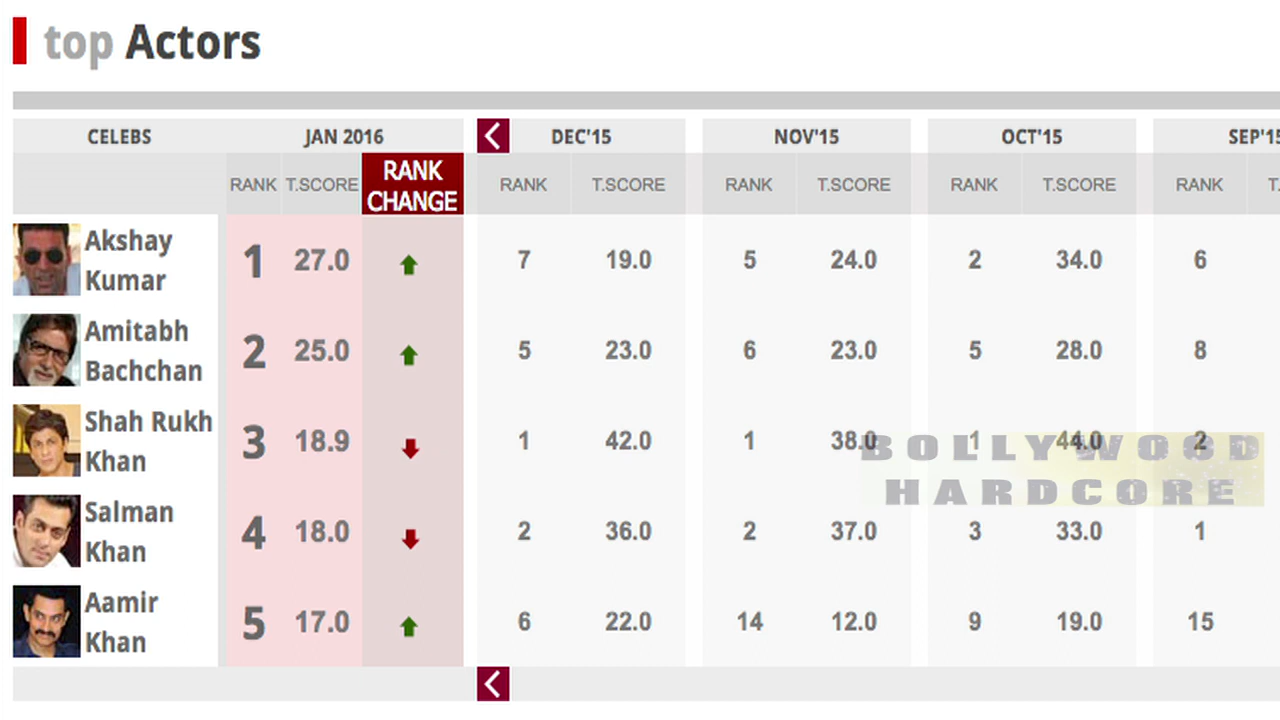 top Actors
CELEBS JAN 2016 DEC'15 NOV'15 OCT'15 SEP'15
RANK T.SCORE RANK CHANGE RANK T.SCORE RANK T.SCORE RANK T.SCORE RANK T.
Akshay Kumar 1 27.0 7 19.0 5 24.0 2 34.0 6
Amitabh Bachchan 2 25.0 5 23.0 6 23.0 5 28.0 8
Shah Rukh Khan 3 18.9 1 42.0 1 38.0 1 44.0 2
BOLLYWOOD
HARDCORE
Salman Khan 4 18.0 2 36.0 2 37.0 3 33.0 1
Aamir Khan 5 17.0 6 22.0 14 12.0 9 19.0 15